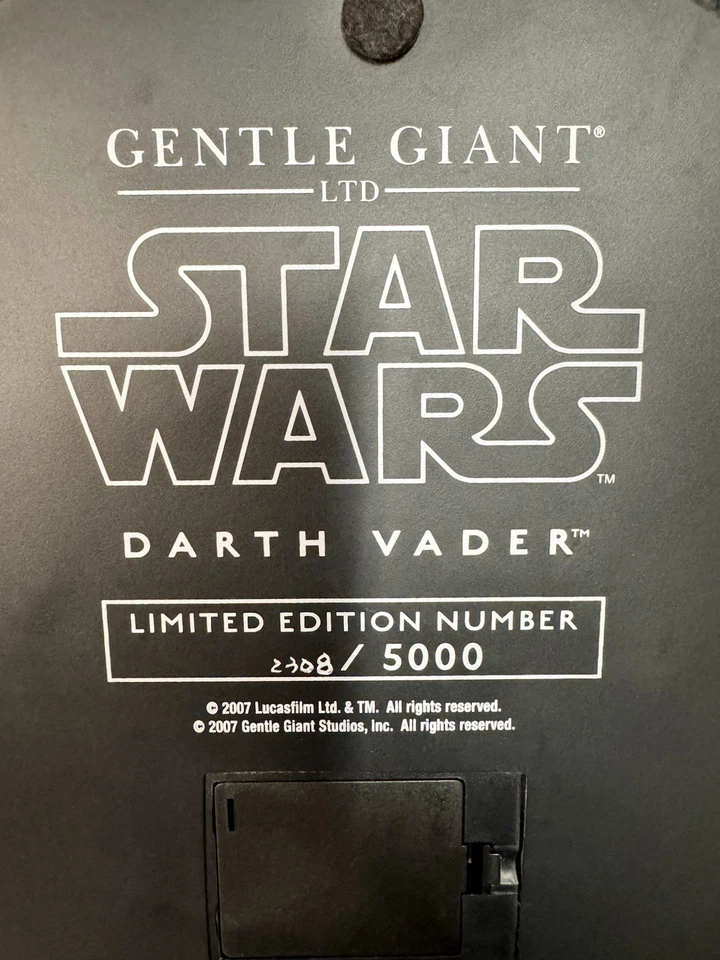 GENTLE GIANT®
LTD
STAR
WARS™
DARTH VADER™
LIMITED EDITION NUMBER
2308 / 5000
© 2007 Lucasfilm Ltd. & TM. All rights reserved.
© 2007 Gentle Giant Studios, Inc. All rights reserved.